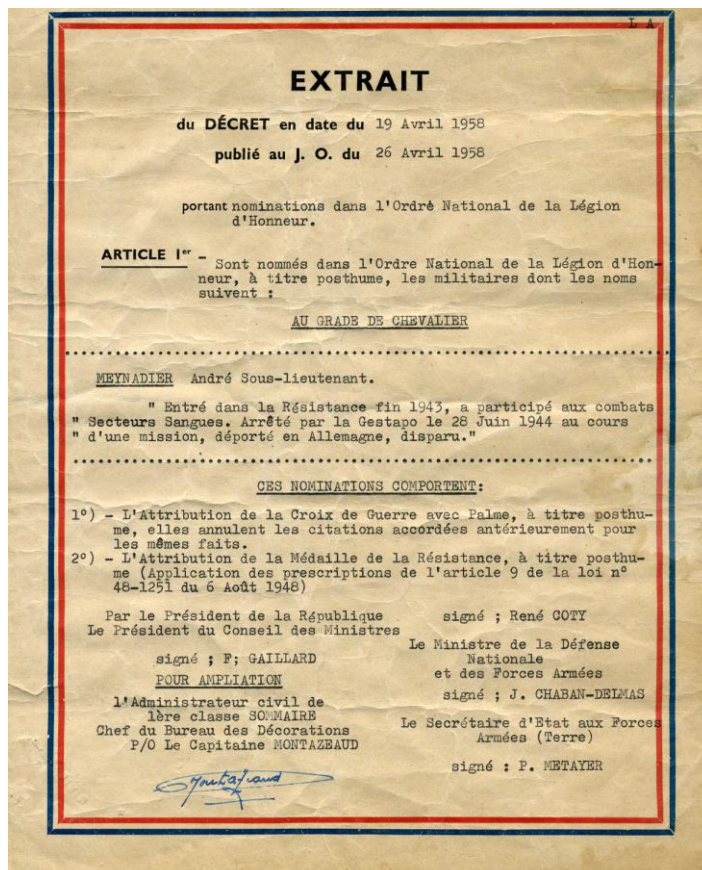 L A
EXTRAIT
du DÉCRET en date du 19 Avril 1958
publié au J. O. du 26 Avril 1958
portant nominations dans l'Ordre National de la Légion
d'Honneur.
ARTICLE 1er - Sont nommés dans l'Ordre National de la Légion d'Hon-
neur, à titre posthume, les militaires dont les noms
suivent :
AU GRADE DE CHEVALIER
MEYNADIER André Sous-lieutenant.
" Entré dans la Résistance fin 1943, a participé aux combats
" Secteurs Sangues. Arrêté par la Gestapo le 28 Juin 1944 au cours
" d'une mission, déporté en Allemagne, disparu."
CES NOMINATIONS COMPORTENT:
1°) - L'Attribution de la Croix de Guerre avec Palme, à titre posthu-
me, elles annulent les citations accordées antérieurement pour
les mêmes faits.
2°) - L'Attribution de la Médaille de la Résistance, à titre posthu-
me (Application des prescriptions de l'article 9 de la loi n°
48-1251 du 6 Août 1948)
Par le Président de la République
Le Président du Conseil des Ministres
signé ; F; GAILLARD
POUR AMPLIATION
l'Administrateur civil de
1ère classe SOMMAIRE
Chef du Bureau des Décorations
P/O Le Capitaine MONTAZEAUD
signé ; René COTY
Le Ministre de la Défense
Nationale
et des Forces Armées
signé ; J. CHABAN-DELMAS
Le Secrétaire d'Etat aux Forces
Armées (Terre)
signé : P. METAYER
Montazeaud